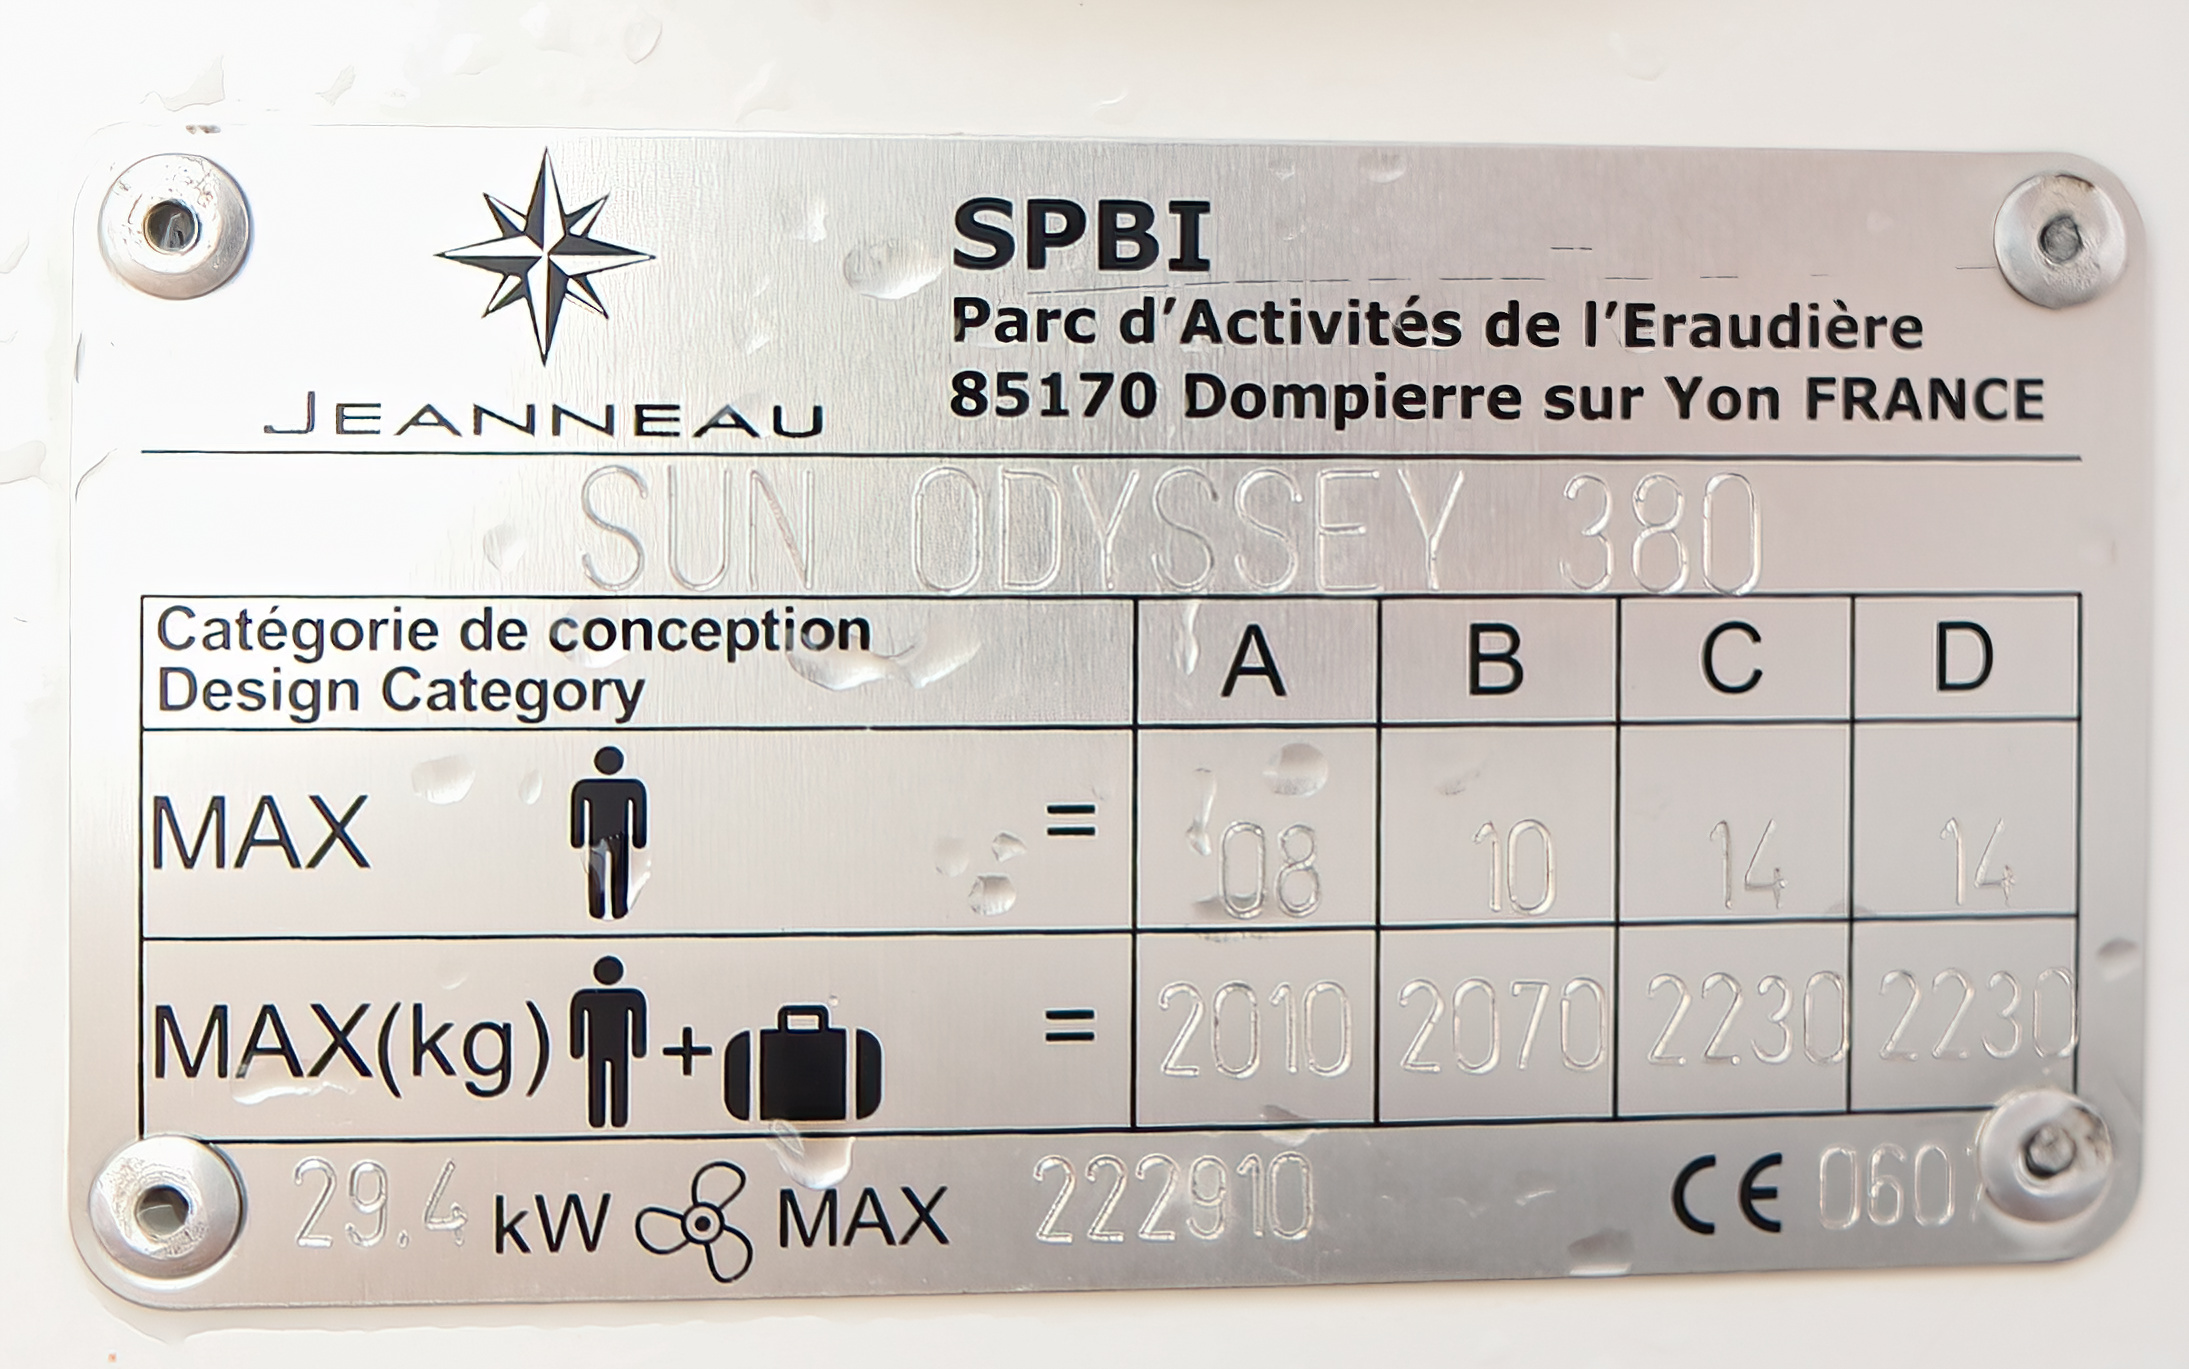 JEANNEAU
SPBI
Parc d'Activités de l'Eraudière
85170 Dompierre sur Yon FRANCE
SUN ODYSSEY 380
Catégorie de conception
Design Category
A B C D
MAX = 08 10 14 14
MAX(kg) + = 2010 2070 2230 2230
29.4 kW MAX 222910 CE